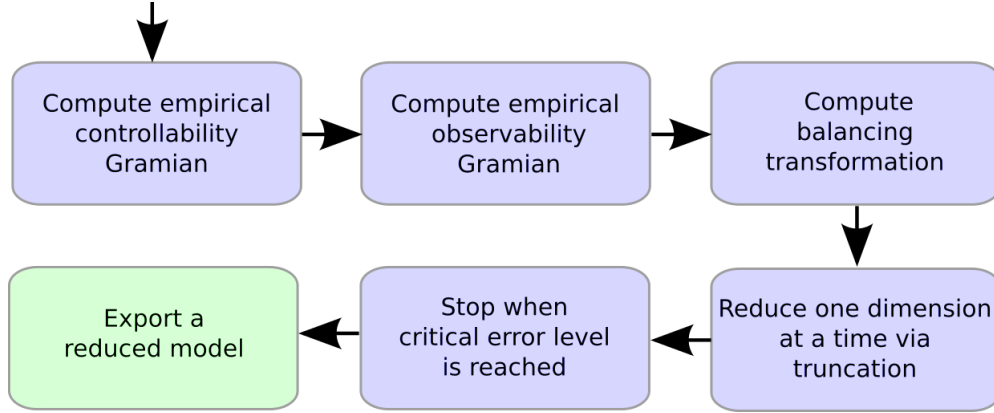 Compute empirical
controllability
Gramian
Compute empirical
observability
Gramian
Compute
balancing
transformation
Export a
reduced model
Stop when
critical error level
is reached
Reduce one dimension
at a time via
truncation